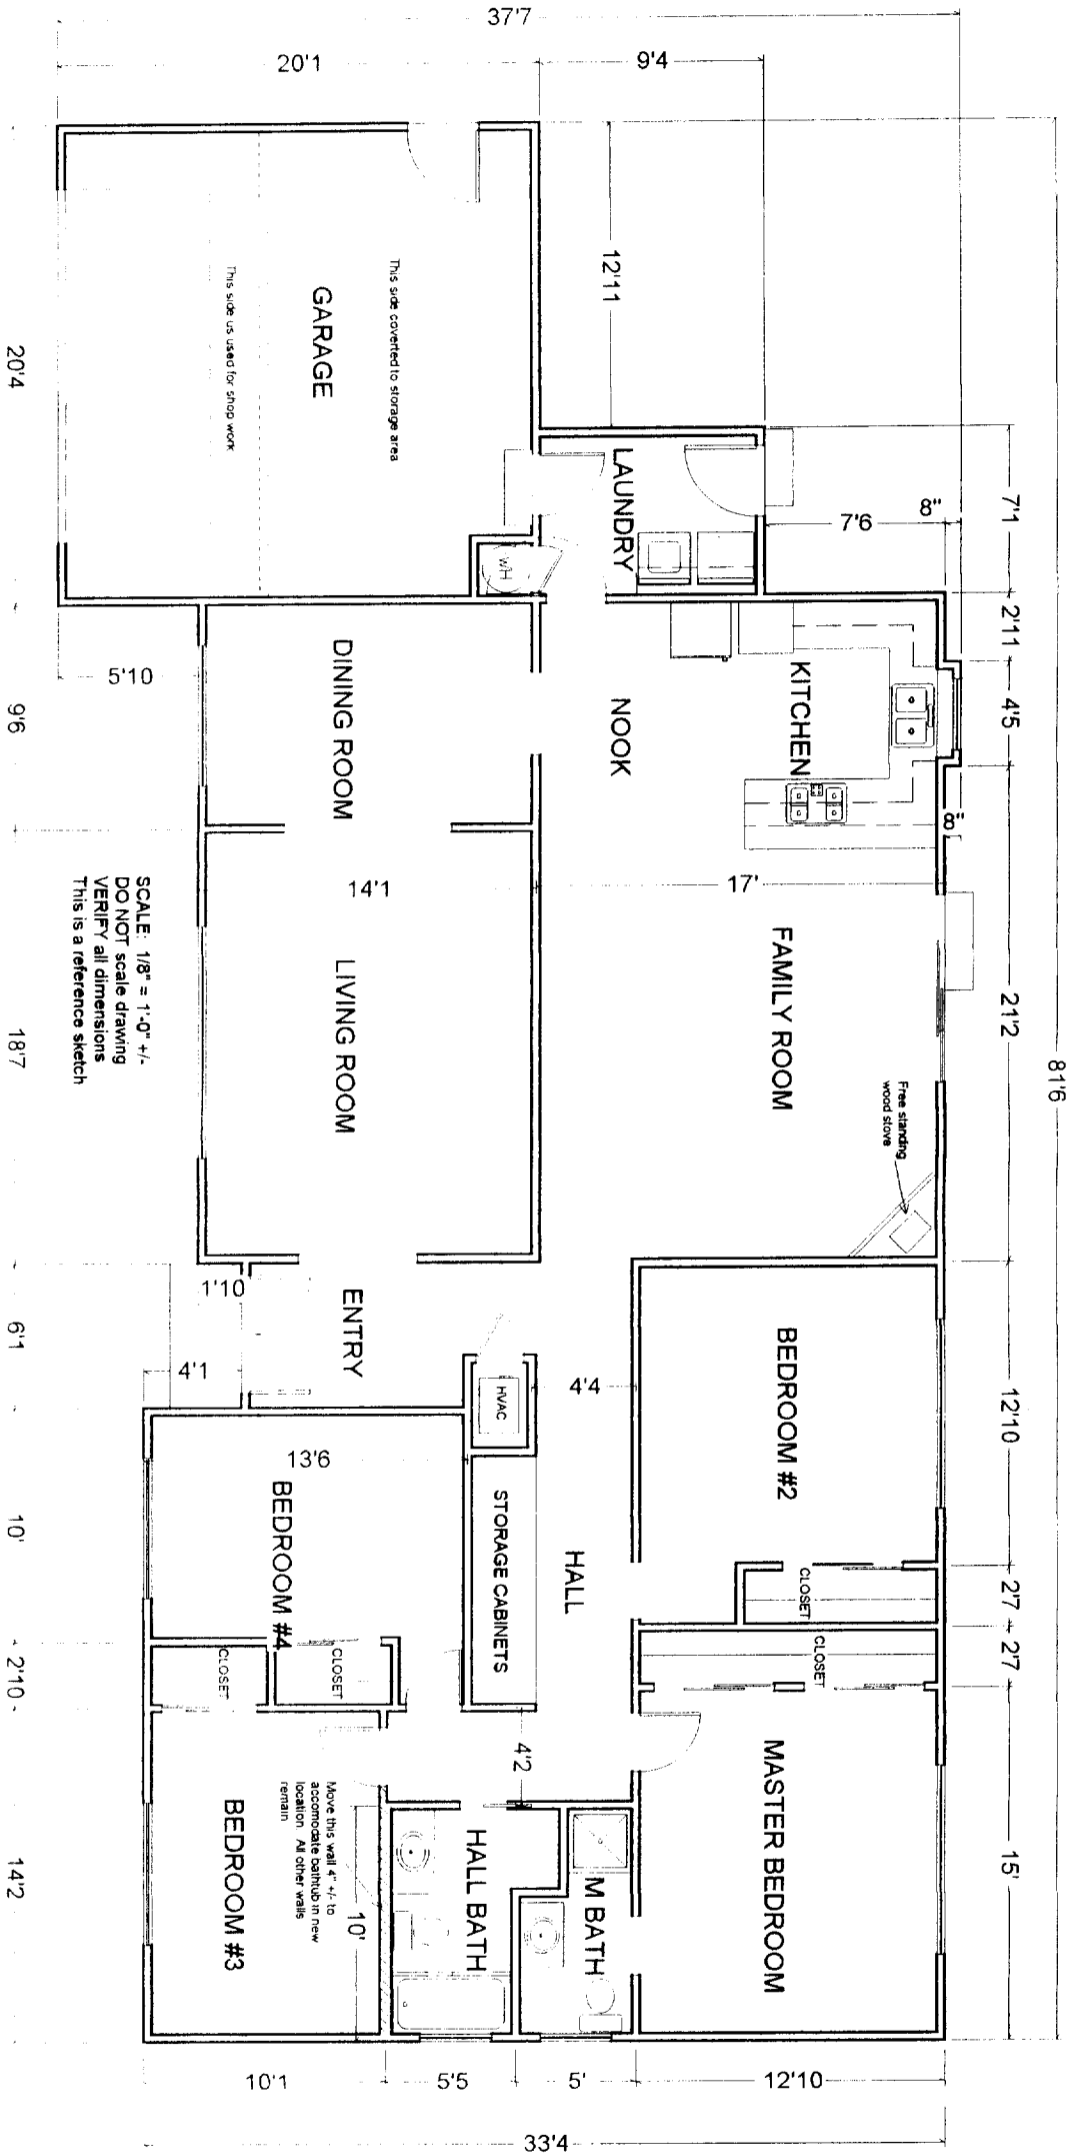 81'6
12'11
7'1
2'11
4'5
21'2
12'10
2'7
2'7
15'
37'7
20'1
9'4
7'6
8"
8"
GARAGE
This side coverted to storage area
This side us used for shop work
LAUNDRY
WH
KITCHEN
NOOK
DINING ROOM
FAMILY ROOM
17'
14'1
LIVING ROOM
Free standing
wood stove
ENTRY
HVAC
4'4
HALL
STORAGE CABINETS
BEDROOM #2
CLOSET
CLOSET
MASTER BEDROOM
M BATH
HALL BATH
4'2
10'
BEDROOM #4
13'6
CLOSET
CLOSET
BEDROOM #3
Move this wall 4" +/- to
accomodate bathtub in new
location. All other walls
remain
5'10
1'10
4'1
12'10
5'
5'5
10'1
33'4
SCALE: 1/8" = 1'-0" +/-
DO NOT scale drawing
VERIFY all dimensions
This is a reference sketch
20'4
9'6
18'7
6'1
10'
2'10
14'2